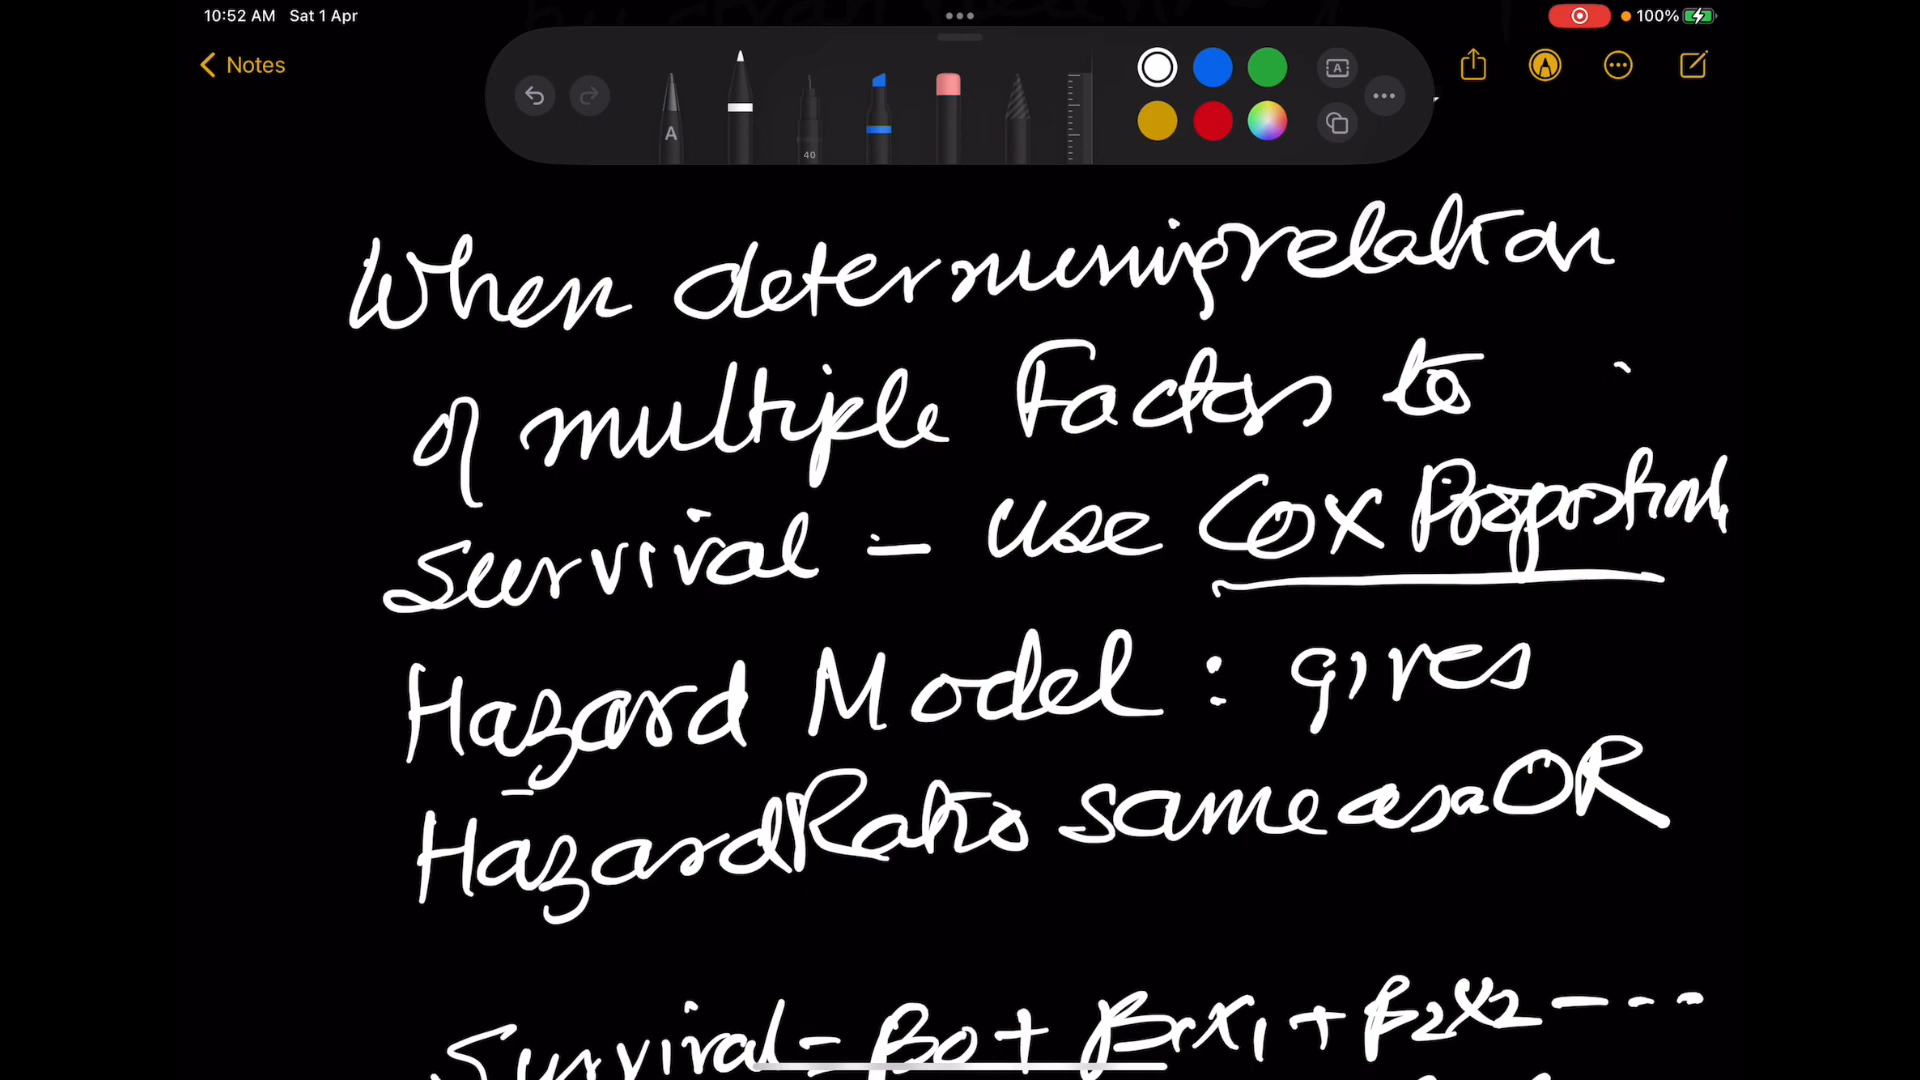 10:52 AM Sat 1 Apr
100%
Notes
A
40
A
When determining relation
of multiple Factors to
survival - use Cox Proportional
Hazard Model : gives
Hazard Ratio same as a OR
Survival = β0 + β1x1 + β2x2 ----